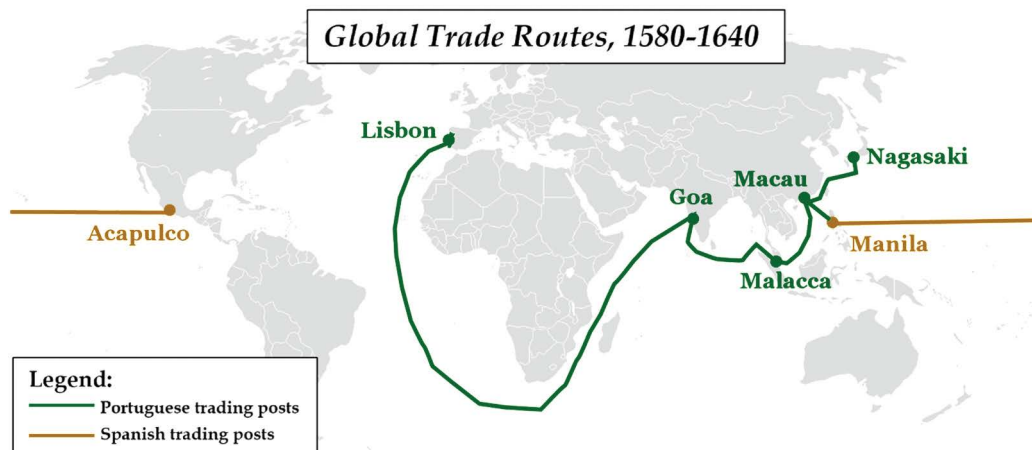 Global Trade Routes, 1580-1640
Lisbon
Nagasaki
Macau
Goa
Acapulco
Manila
Malacca
Legend:
Portuguese trading posts
Spanish trading posts